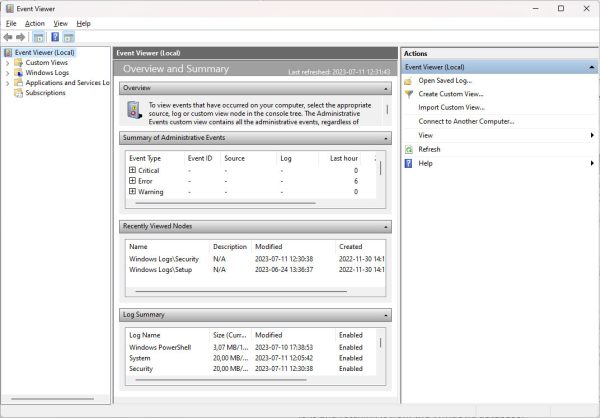 Event Viewer
File Action View Help
Event Viewer (Local)
Custom Views
Windows Logs
Applications and Services Lo
Subscriptions
Event Viewer (Local)
Overview and Summary Last refreshed: 2023-07-11 12:31:43
Overview
To view events that have occurred on your computer, select the appropriate
source, log or custom view node in the console tree. The Administrative
Events custom view contains all the administrative events, regardless of
Summary of Administrative Events
Event Type Event ID Source Log Last hour
Critical - - - 0
Error - - - 6
Warning - - - 0
Recently Viewed Nodes
Name Description Modified Created
Windows Logs\Security N/A 2023-07-11 12:30:38 2022-11-30 14:1
Windows Logs\Setup N/A 2023-06-24 13:36:37 2022-11-30 14:1
Log Summary
Log Name Size (Curr... Modified Enabled
Windows PowerShell 3,07 MB/1... 2023-07-10 17:38:53 Enabled
System 20,00 MB/... 2023-07-11 12:05:42 Enabled
Security 20,00 MB/... 2023-07-11 12:30:38 Enabled
Actions
Event Viewer (Local)
Open Saved Log...
Create Custom View...
Import Custom View...
Connect to Another Computer...
View
Refresh
Help